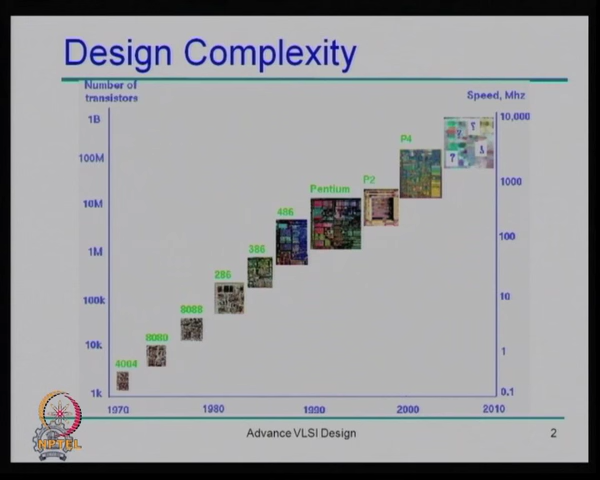 Design Complexity
Number of
transistors
Speed, Mhz
1B
10,000
100M
P4
1000
P2
10M
Pentium
486
100
1M
386
286
100k
10
8088
10k
8080
1
4004
1k
0.1
1970
1980
1990
2000
2010
? ? ? ?
NPTEL
Advance VLSI Design
2